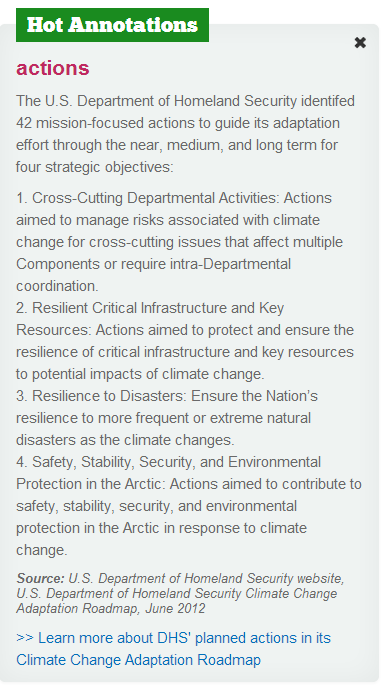 Hot Annotations
✖
actions
The U.S. Department of Homeland Security identifed
42 mission-focused actions to guide its adaptation
effort through the near, medium, and long term for
four strategic objectives:
1. Cross-Cutting Departmental Activities: Actions
aimed to manage risks associated with climate
change for cross-cutting issues that affect multiple
Components or require intra-Departmental
coordination.
2. Resilient Critical Infrastructure and Key
Resources: Actions aimed to protect and ensure the
resilience of critical infrastructure and key resources
to potential impacts of climate change.
3. Resilience to Disasters: Ensure the Nation’s
resilience to more frequent or extreme natural
disasters as the climate changes.
4. Safety, Stability, Security, and Environmental
Protection in the Arctic: Actions aimed to contribute to
safety, stability, security, and environmental
protection in the Arctic in response to climate
change.
Source: U.S. Department of Homeland Security website,
U.S. Department of Homeland Security Climate Change
Adaptation Roadmap, June 2012
>> Learn more about DHS' planned actions in its
Climate Change Adaptation Roadmap